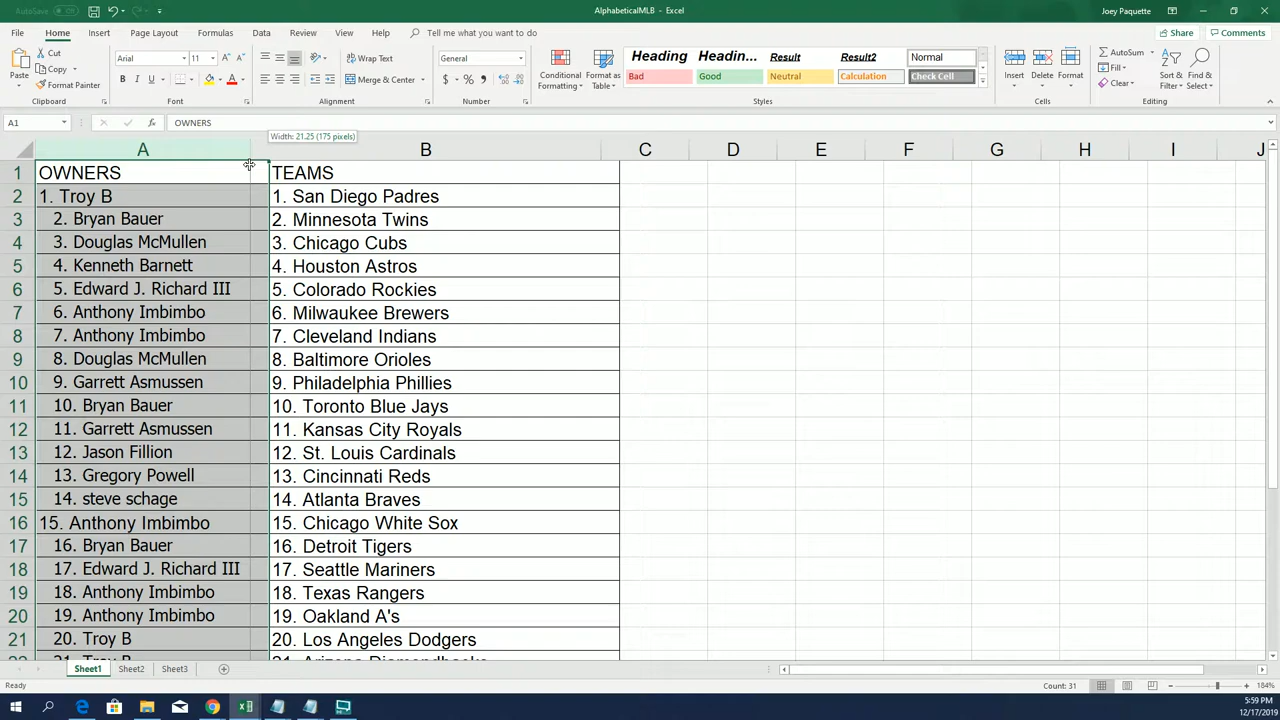 AutoSave Off
AlphabeticalMLB - Excel
Joey Paquette
File Home Insert Page Layout Formulas Data Review View Help Tell me what you want to do Share Comments
Cut
Copy
Format Painter
Paste
Clipboard
Arial 11
B I U
Font
Wrap Text
Merge & Center
Alignment
General
$ % ,
Number
Conditional Formatting
Format as Table
Heading Headin... Result Result2 Normal
Bad Good Neutral Calculation Check Cell
Styles
Insert Delete Format
Cells
AutoSum
Fill
Clear
Sort & Filter
Find & Select
Editing
A1 fx OWNERS
Width: 21.25 (175 pixels)
A B C D E F G H I J
1 OWNERS TEAMS
2 1. Troy B 1. San Diego Padres
3 2. Bryan Bauer 2. Minnesota Twins
4 3. Douglas McMullen 3. Chicago Cubs
5 4. Kenneth Barnett 4. Houston Astros
6 5. Edward J. Richard III 5. Colorado Rockies
7 6. Anthony Imbimbo 6. Milwaukee Brewers
8 7. Anthony Imbimbo 7. Cleveland Indians
9 8. Douglas McMullen 8. Baltimore Orioles
10 9. Garrett Asmussen 9. Philadelphia Phillies
11 10. Bryan Bauer 10. Toronto Blue Jays
12 11. Garrett Asmussen 11. Kansas City Royals
13 12. Jason Fillion 12. St. Louis Cardinals
14 13. Gregory Powell 13. Cincinnati Reds
15 14. steve schage 14. Atlanta Braves
16 15. Anthony Imbimbo 15. Chicago White Sox
17 16. Bryan Bauer 16. Detroit Tigers
18 17. Edward J. Richard III 17. Seattle Mariners
19 18. Anthony Imbimbo 18. Texas Rangers
20 19. Anthony Imbimbo 19. Oakland A's
21 20. Troy B 20. Los Angeles Dodgers
22 21. Troy B 21. Arizona Diamondbacks
Sheet1 Sheet2 Sheet3
Ready Count: 31 184%
5:59 PM
12/17/2019